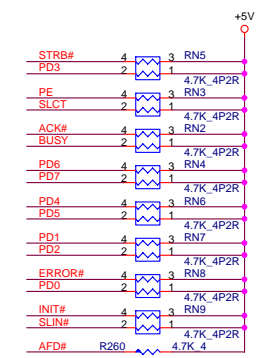 +5V
STRB# 4 3 RN5
PD3 2 1
4.7K_4P2R
PE 4 3 RN3
SLCT 2 1
4.7K_4P2R
ACK# 4 3 RN2
BUSY 2 1
4.7K_4P2R
PD6 4 3 RN4
PD7 2 1
4.7K_4P2R
PD4 4 3 RN6
PD5 2 1
4.7K_4P2R
PD1 4 3 RN7
PD2 2 1
4.7K_4P2R
ERROR# 4 3 RN8
PD0 2 1
4.7K_4P2R
INIT# 4 3 RN9
SLIN# 2 1
4.7K_4P2R
AFD# R260 4.7K_4